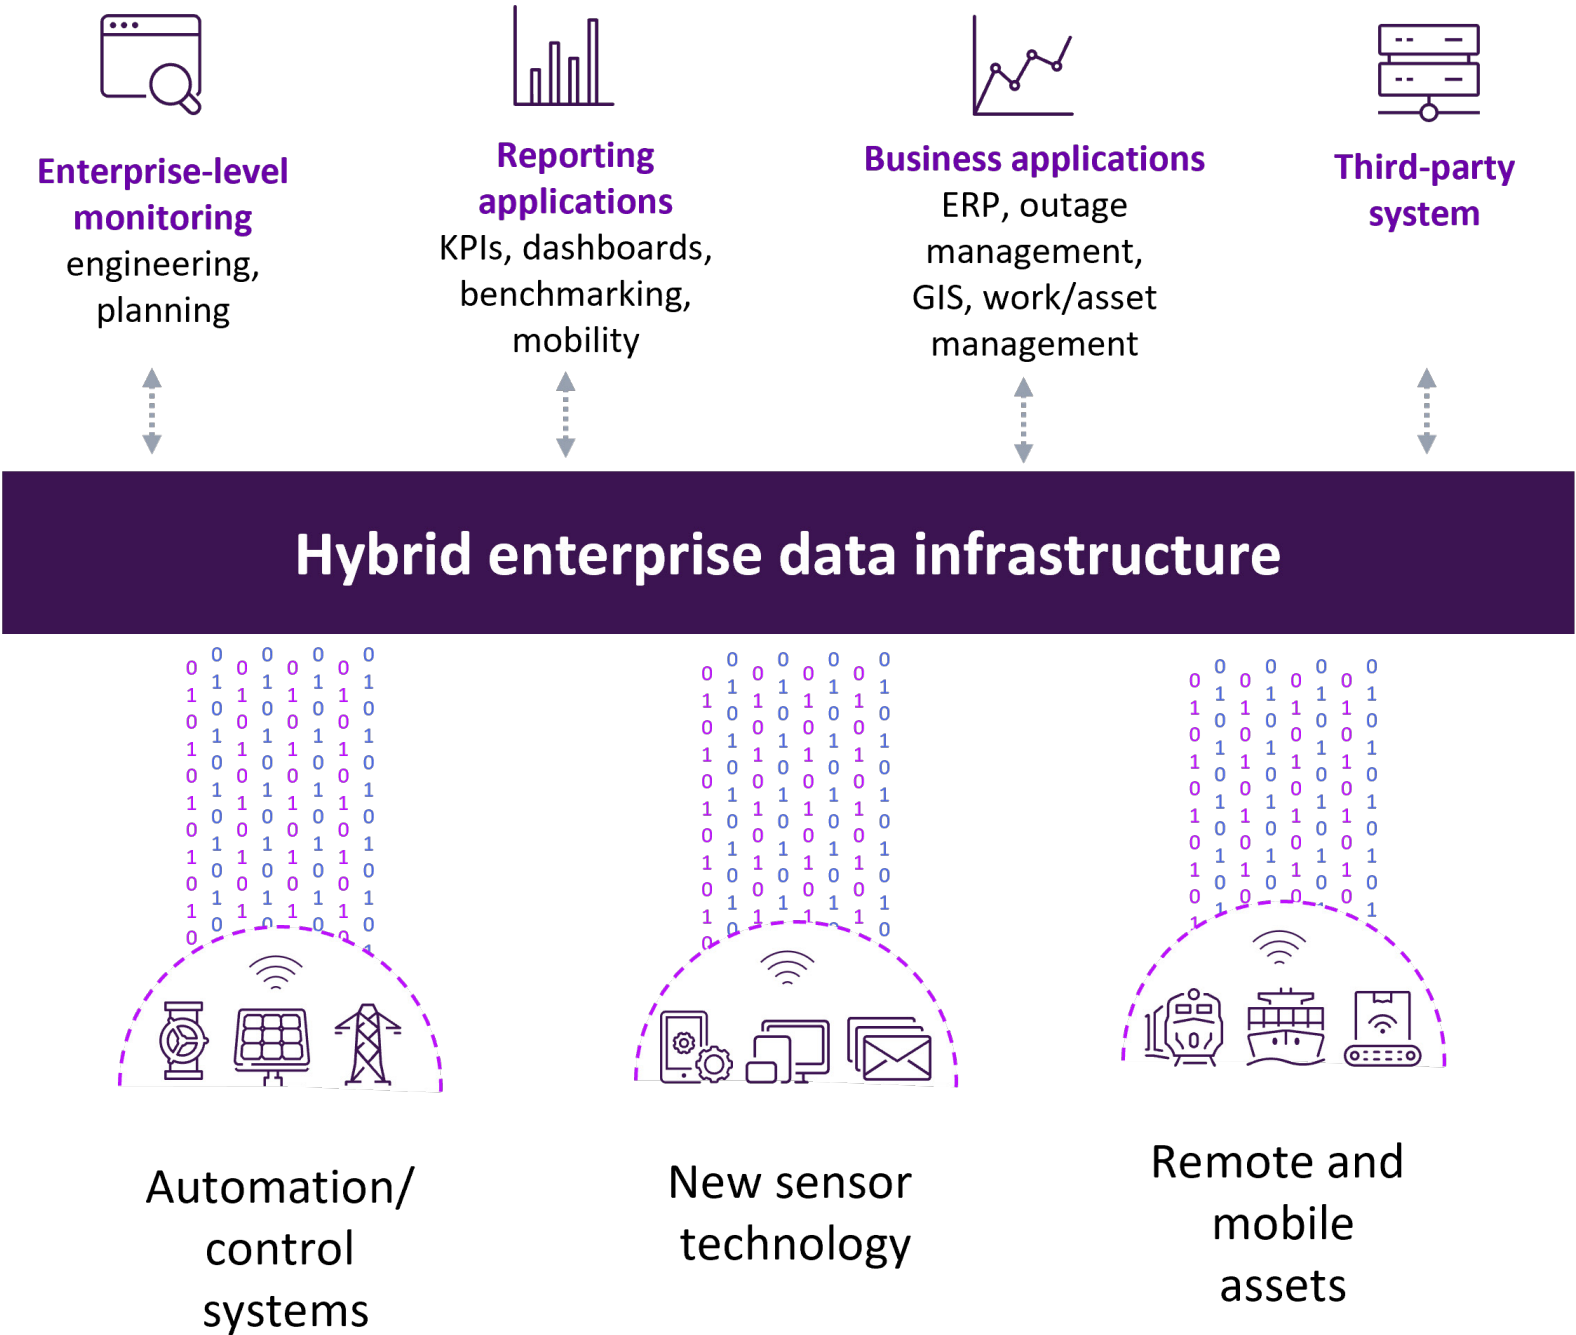 Enterprise-level
monitoring
engineering,
planning
Reporting
applications
KPIs, dashboards,
benchmarking,
mobility
Business applications
ERP, outage
management,
GIS, work/asset
management
Third-party
system
Hybrid enterprise data infrastructure
Automation/
control
systems
New sensor
technology
Remote and
mobile
assets